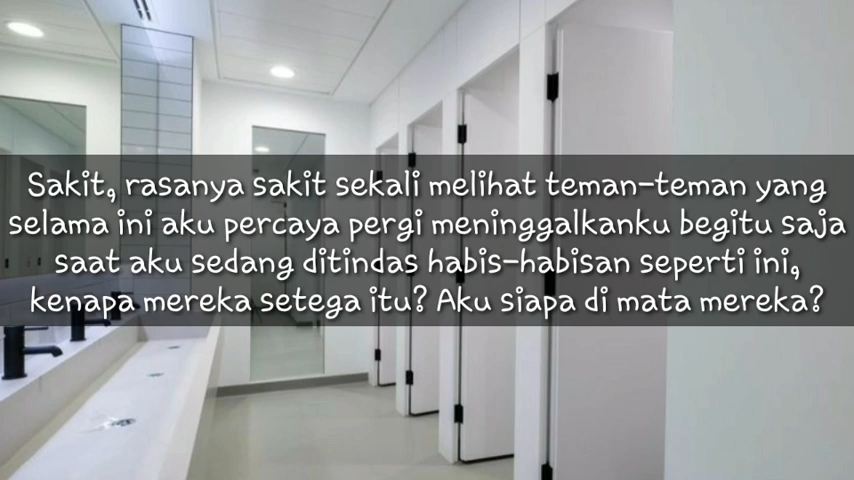 Sakit, rasanya sakit sekali melihat teman-teman yang
selama ini aku percaya pergi meninggalkanku begitu saja
saat aku sedang ditindas habis-habisan seperti ini,
kenapa mereka setega itu? Aku siapa di mata mereka?